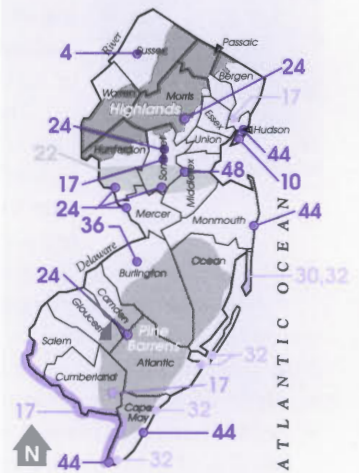 River
Passaic
4
Sussex
Bergen
24
Warren
Morris
17
Highlands
Essex
Hudson
24
Union
44
Hunterdon
22
Somerset
10
17
48
Middlesex
24
Mercer
Monmouth
44
36
Delaware
Ocean
Burlington
30,32
24
Camden
Gloucester
Pine
Barrens
Salem
Atlantic
32
Cumberland
17
17
Cape
May
32
44
N
44
32
ATLANTIC OCEAN